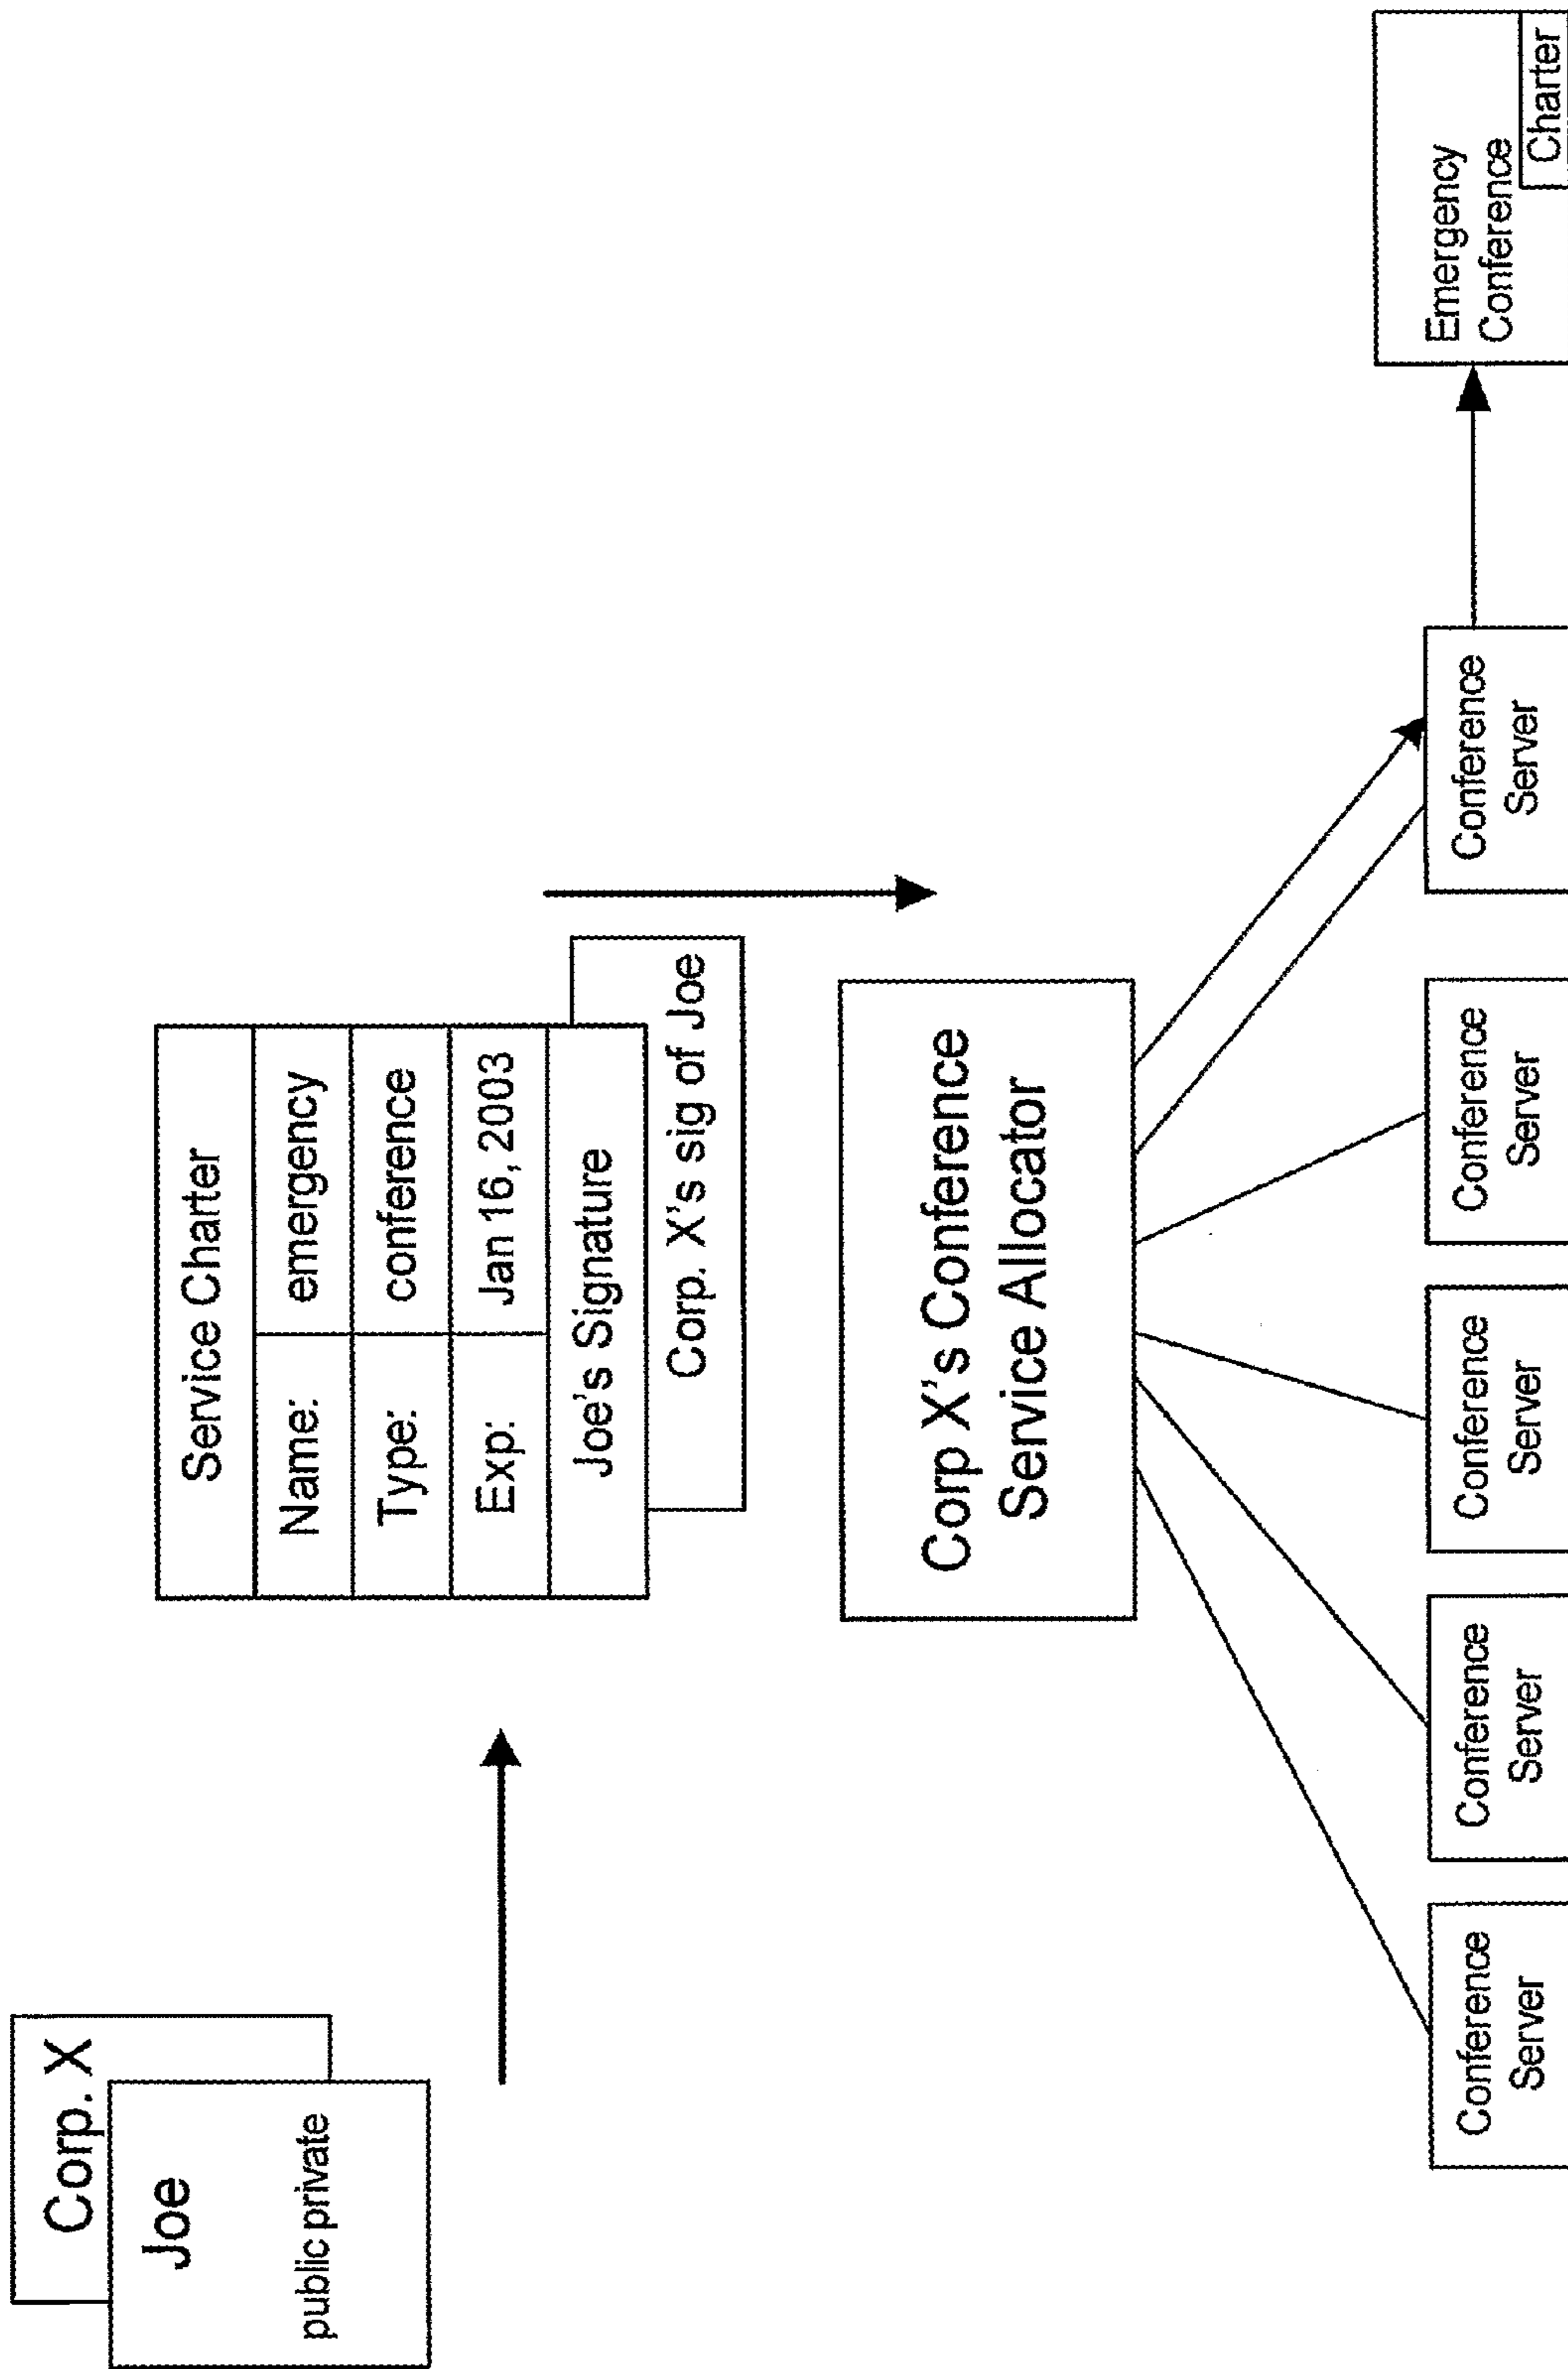 Corp. X
Joe
public private
Service Charter
Name: emergency
Type: conference
Exp: Jan 16, 2003
Joe's Signature
Corp. X's sig of Joe
Corp X's Conference
Service Allocator
Conference
Server
Conference
Server
Conference
Server
Conference
Server
Conference
Server
Emergency
Conference
Charter